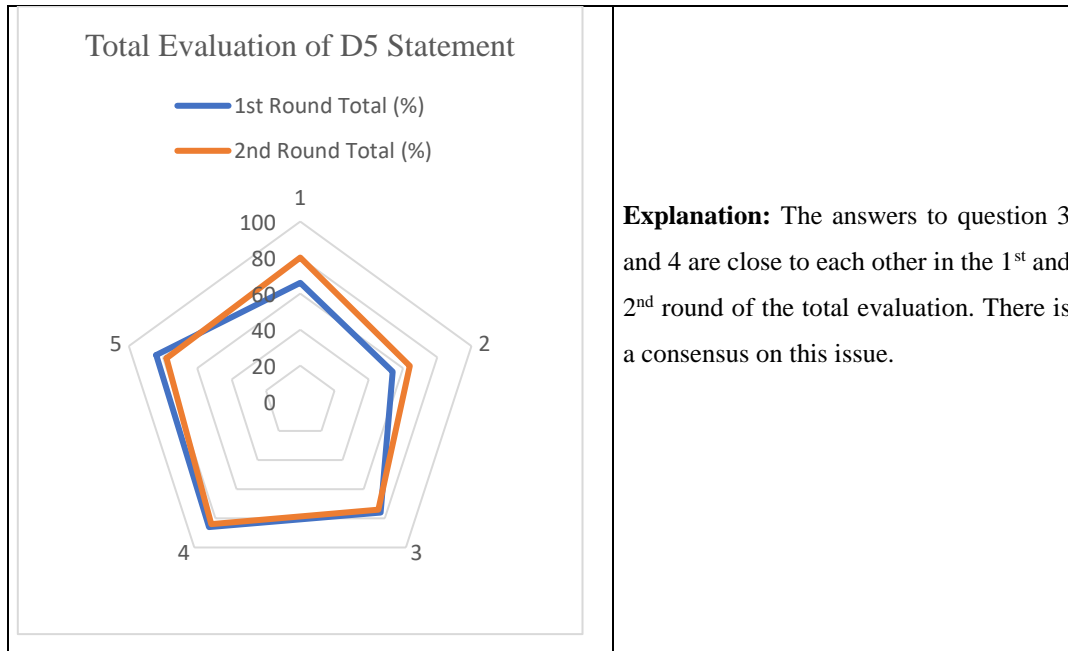 Total Evaluation of D5 Statement
1st Round Total (%)
2nd Round Total (%)
1
100
80
60
40
20
0
5
2
4
3
Explanation: The answers to question 3
and 4 are close to each other in the 1st and
2nd round of the total evaluation. There is
a consensus on this issue.